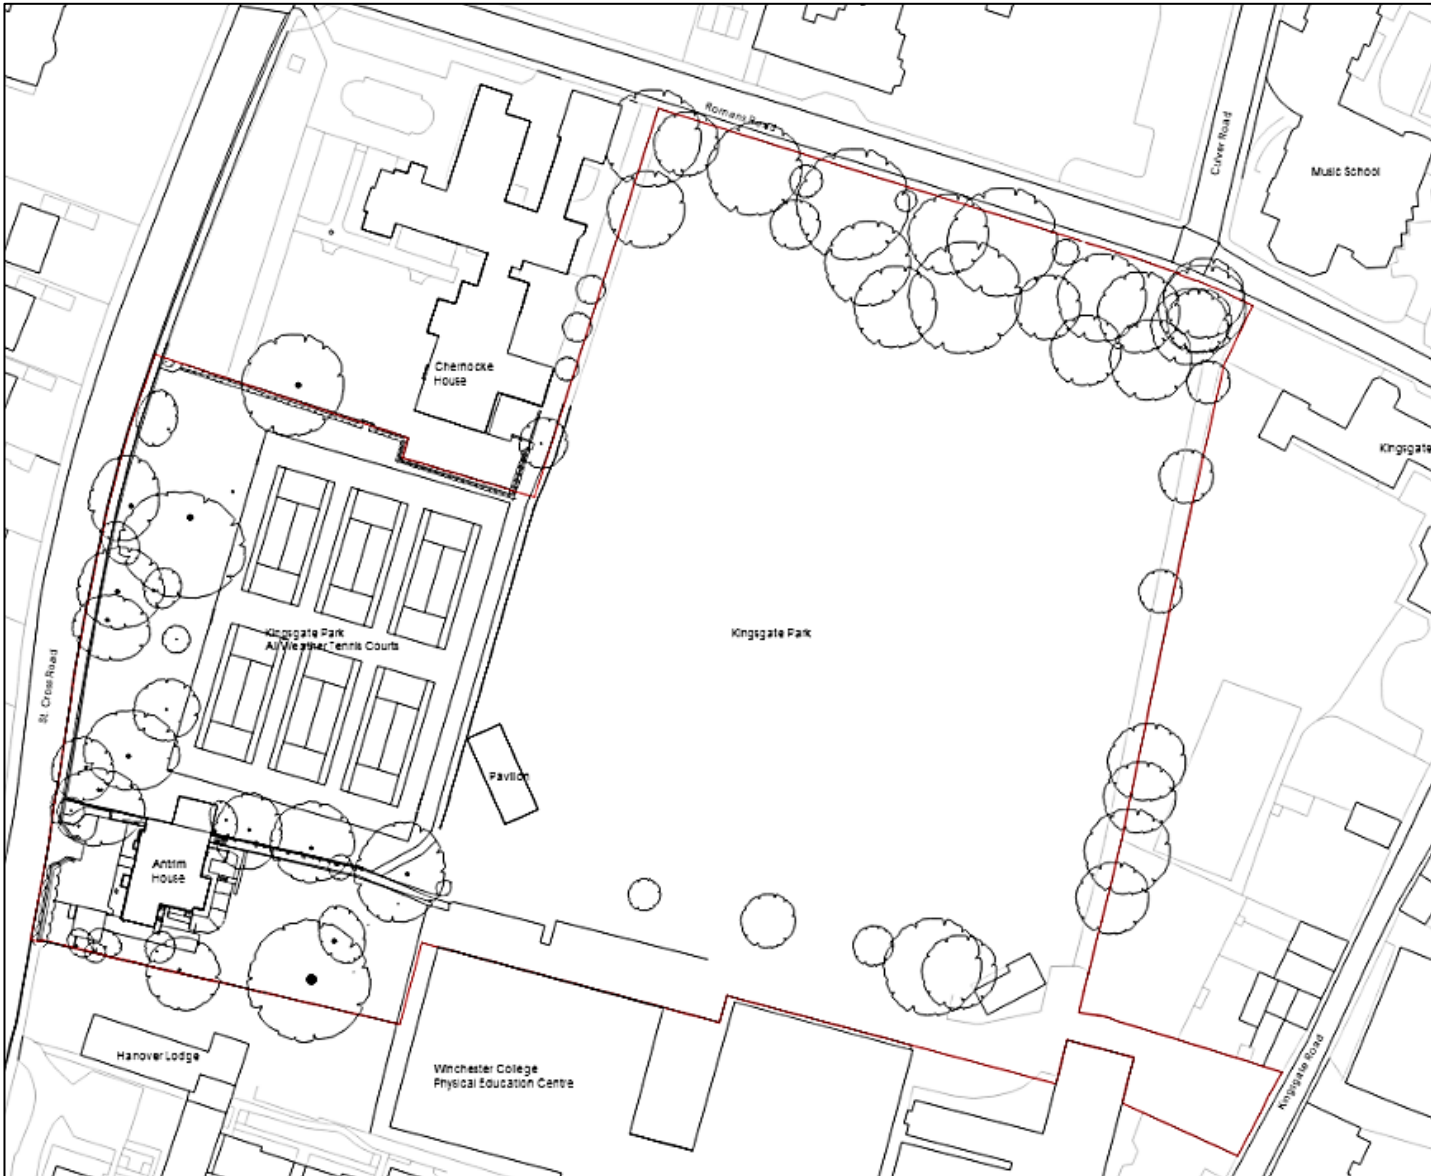 Romans Road
Culver Road
Music School
Chernocke
House
Kingsgate
Kingsgate Park
All Weather Tennis Courts
Kingsgate Park
St. Cross Road
Pavilion
Antrim
House
Hanover Lodge
Winchester College
Physical Education Centre
Kingsgate Road